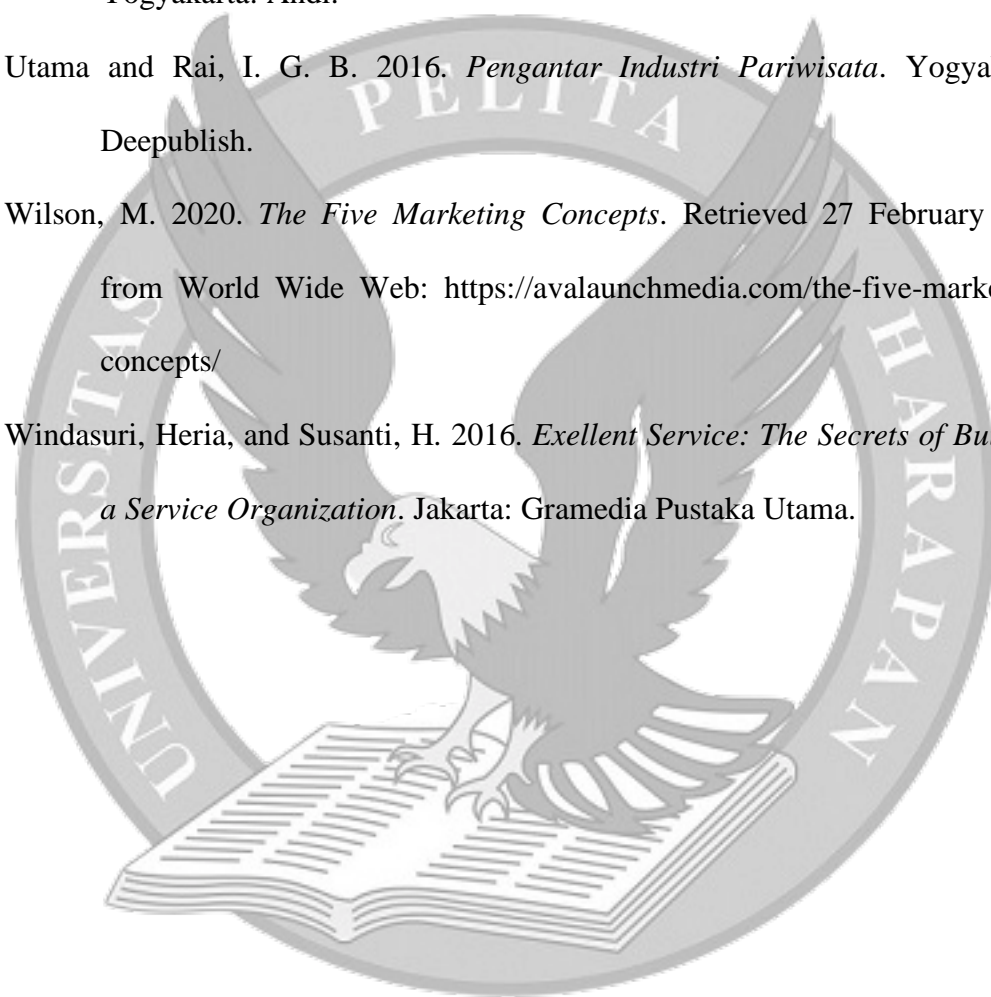 Yogyakarta: Andi.
Utama and Rai, I. G. B. 2016. Pengantar Industri Pariwisata. Yogya
Deepublish.
Wilson, M. 2020. The Five Marketing Concepts. Retrieved 27 February
from World Wide Web: https://avalaunchmedia.com/the-five-marke
concepts/
Windasuri, Heria, and Susanti, H. 2016. Exellent Service: The Secrets of Bu
a Service Organization. Jakarta: Gramedia Pustaka Utama.
UNIVERSITAS PELITA HARAPAN